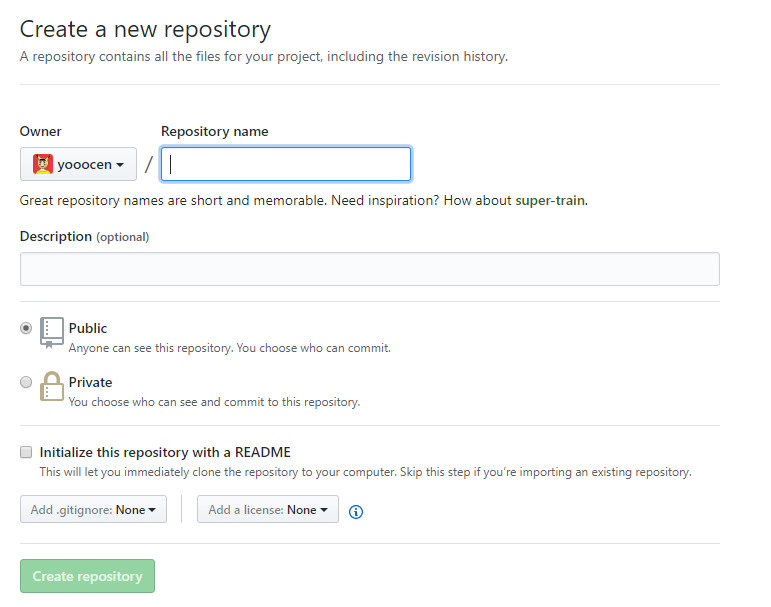 Create a new repository
A repository contains all the files for your project, including the revision history.
Owner
Repository name
yooocen
/
Great repository names are short and memorable. Need inspiration? How about super-train.
Description (optional)
Public
Anyone can see this repository. You choose who can commit.
Private
You choose who can see and commit to this repository.
Initialize this repository with a README
This will let you immediately clone the repository to your computer. Skip this step if you’re importing an existing repository.
Add .gitignore: None
Add a license: None
Create repository